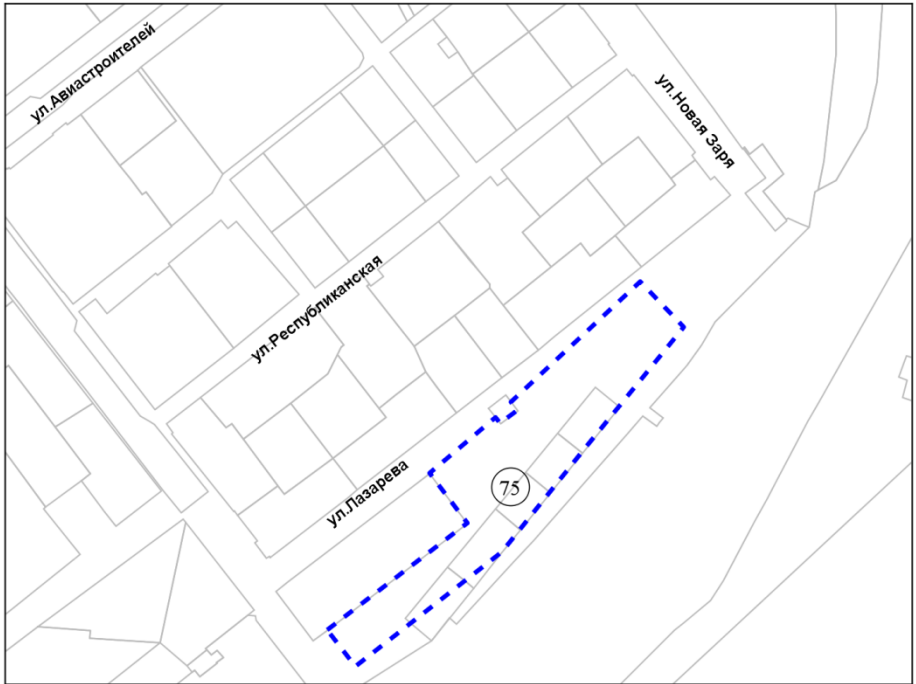 ул.Авиастроителей
ул.Новая Заря
ул.Республиканская
ул.Лазарева
75